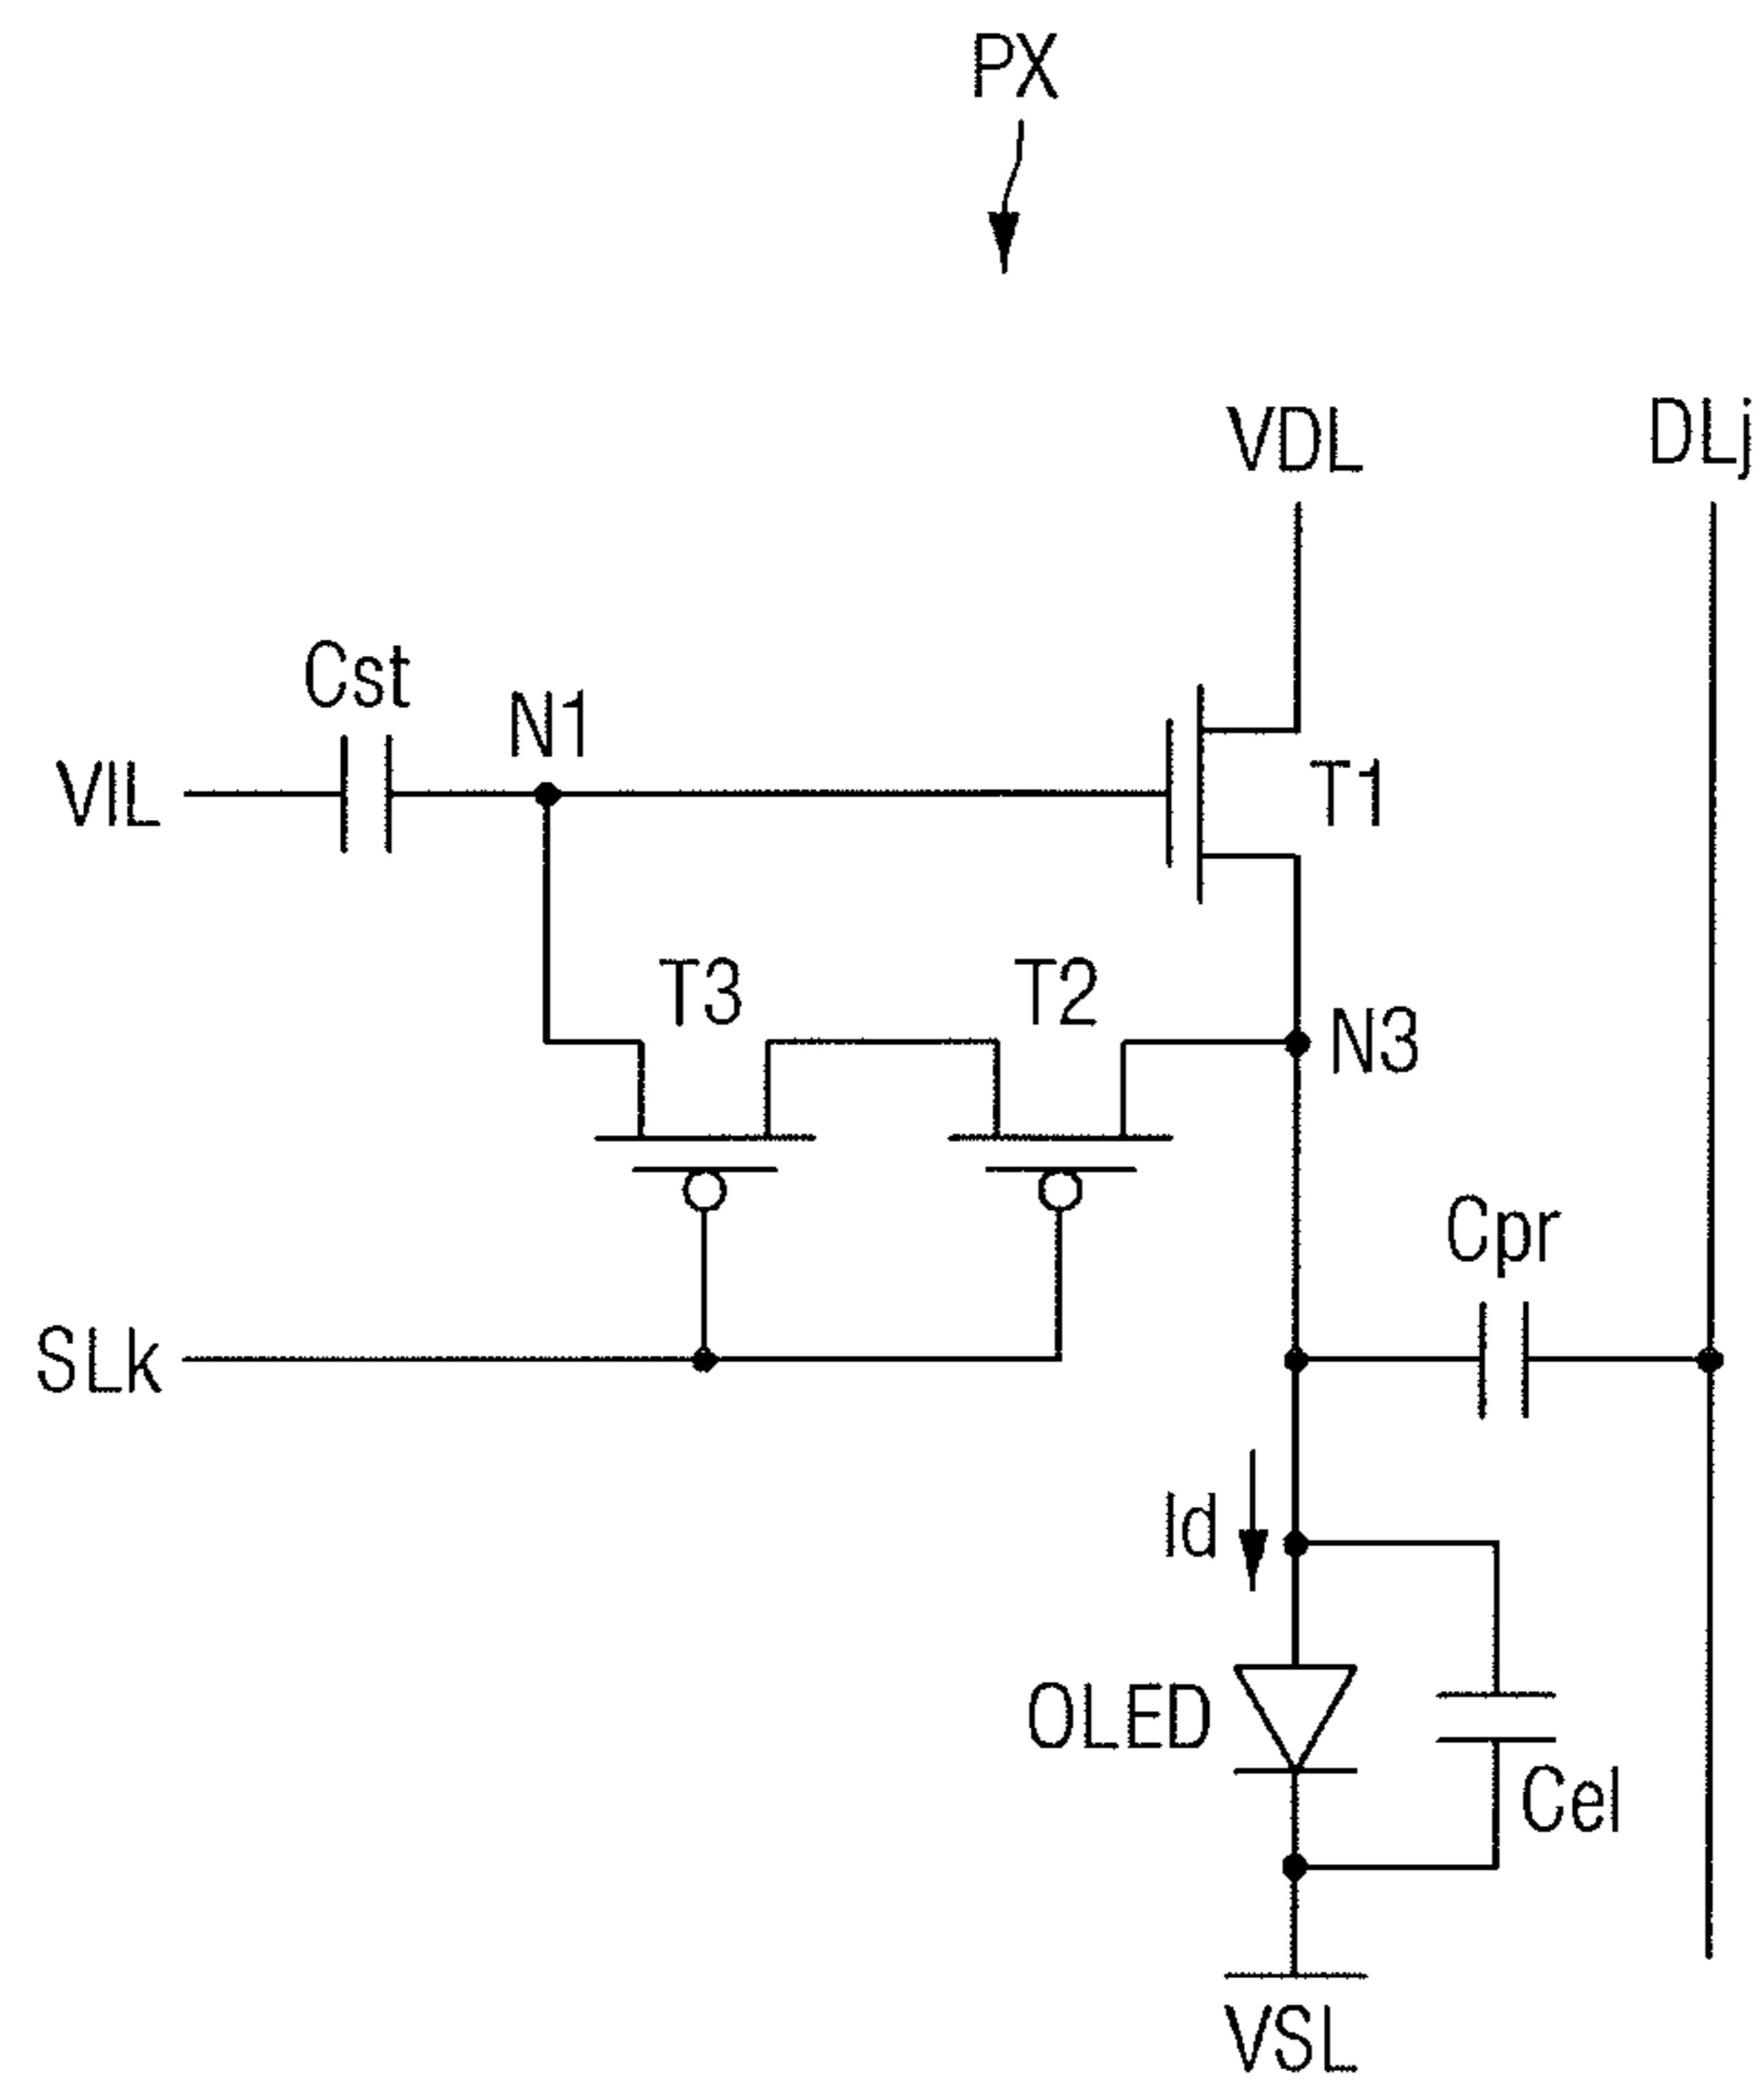 PX
VDL
DLj
Cst
N1
VIL
T1
T3
T2
N3
Cpr
SLk
Id
OLED
Cel
VSL